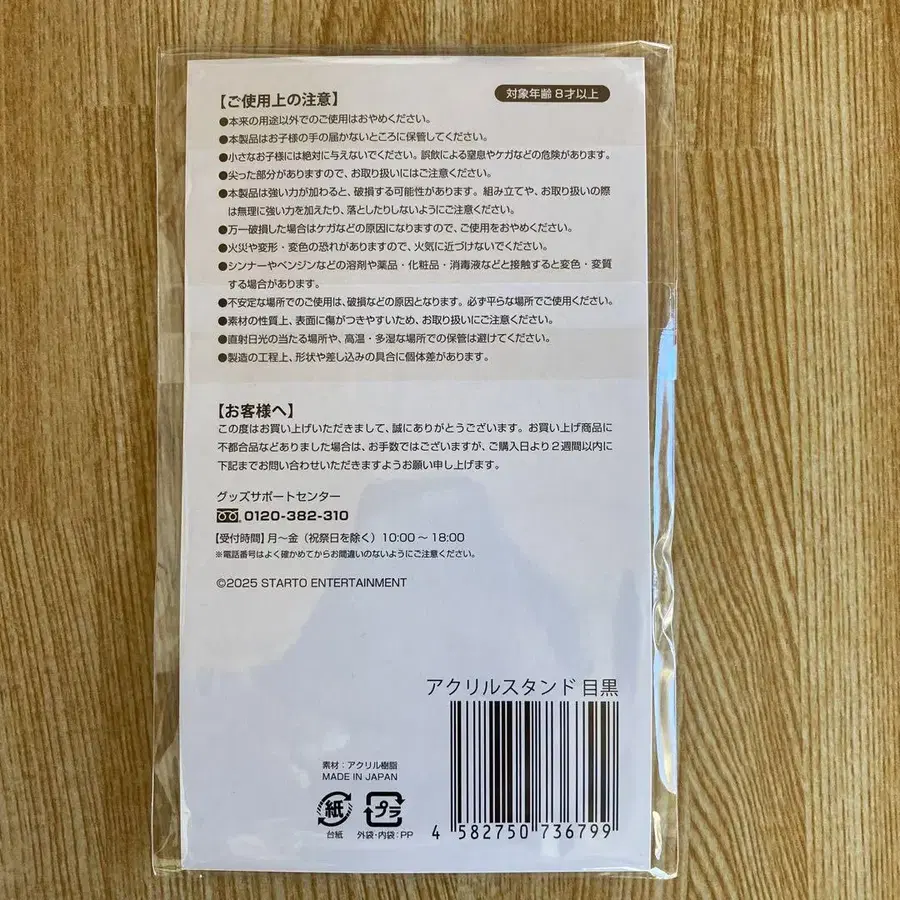 【ご使用上の注意】
対象年齢 8才以上
●本来の用途以外でのご使用はおやめください。
●本製品はお子様の手の届かないところに保管してください。
●小さなお子様には絶対に与えないでください。誤飲による窒息やケガなどの危険があります。
●尖った部分がありますので、お取り扱いにはご注意ください。
●本製品は強い力が加わると、破損する可能性があります。組み立てや、お取り扱いの際
は無理に強い力を加えたり、落としたりしないようにご注意ください。
●万一破損した場合はケガなどの原因になりますので、ご使用をおやめください。
●火災や変形・変色の恐れがありますので、火気に近づけないでください。
●シンナーやベンジンなどの溶剤や薬品・化粧品・消毒液などと接触すると変色・変質
する場合があります。
●不安定な場所でのご使用は、破損などの原因となります。必ず平らな場所でご使用ください。
●素材の性質上、表面に傷がつきやすいため、お取り扱いにご注意ください。
●直射日光の当たる場所や、高温・多湿な場所での保管は避けてください。
●製造の工程上、形状や差し込みの具合に個体差があります。
【お客様へ】
この度はお買い上げいただきまして、誠にありがとうございます。お買い上げ商品に
不都合品などありました場合は、お手数ではございますが、ご購入日より2週間以内に
下記までお問い合わせいただきますようお願い申し上げます。
グッズサポートセンター
0120-382-310
【受付時間】月～金（祝祭日を除く）10:00～18:00
※電話番号はよく確かめてからお間違いのないようにご注意ください。
©2025 STARTO ENTERTAINMENT
アクリルスタンド 目黒
素材：アクリル樹脂
MADE IN JAPAN
紙
台紙
プラ
外袋・内袋：PP
4 582750 736799